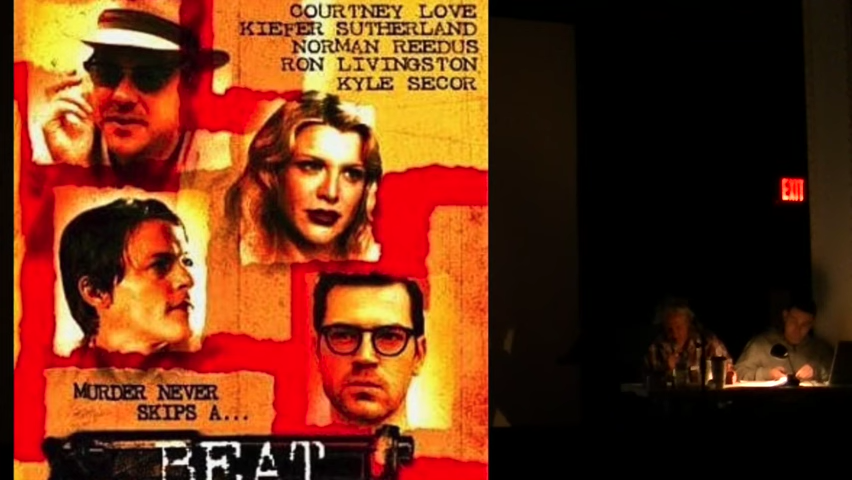 COURTNEY LOVE
KIEFER SUTHERLAND
NORMAN REEDUS
RON LIVINGSTON
KYLE SECOR
EXIT
MURDER NEVER
SKIPS A...
BEAT